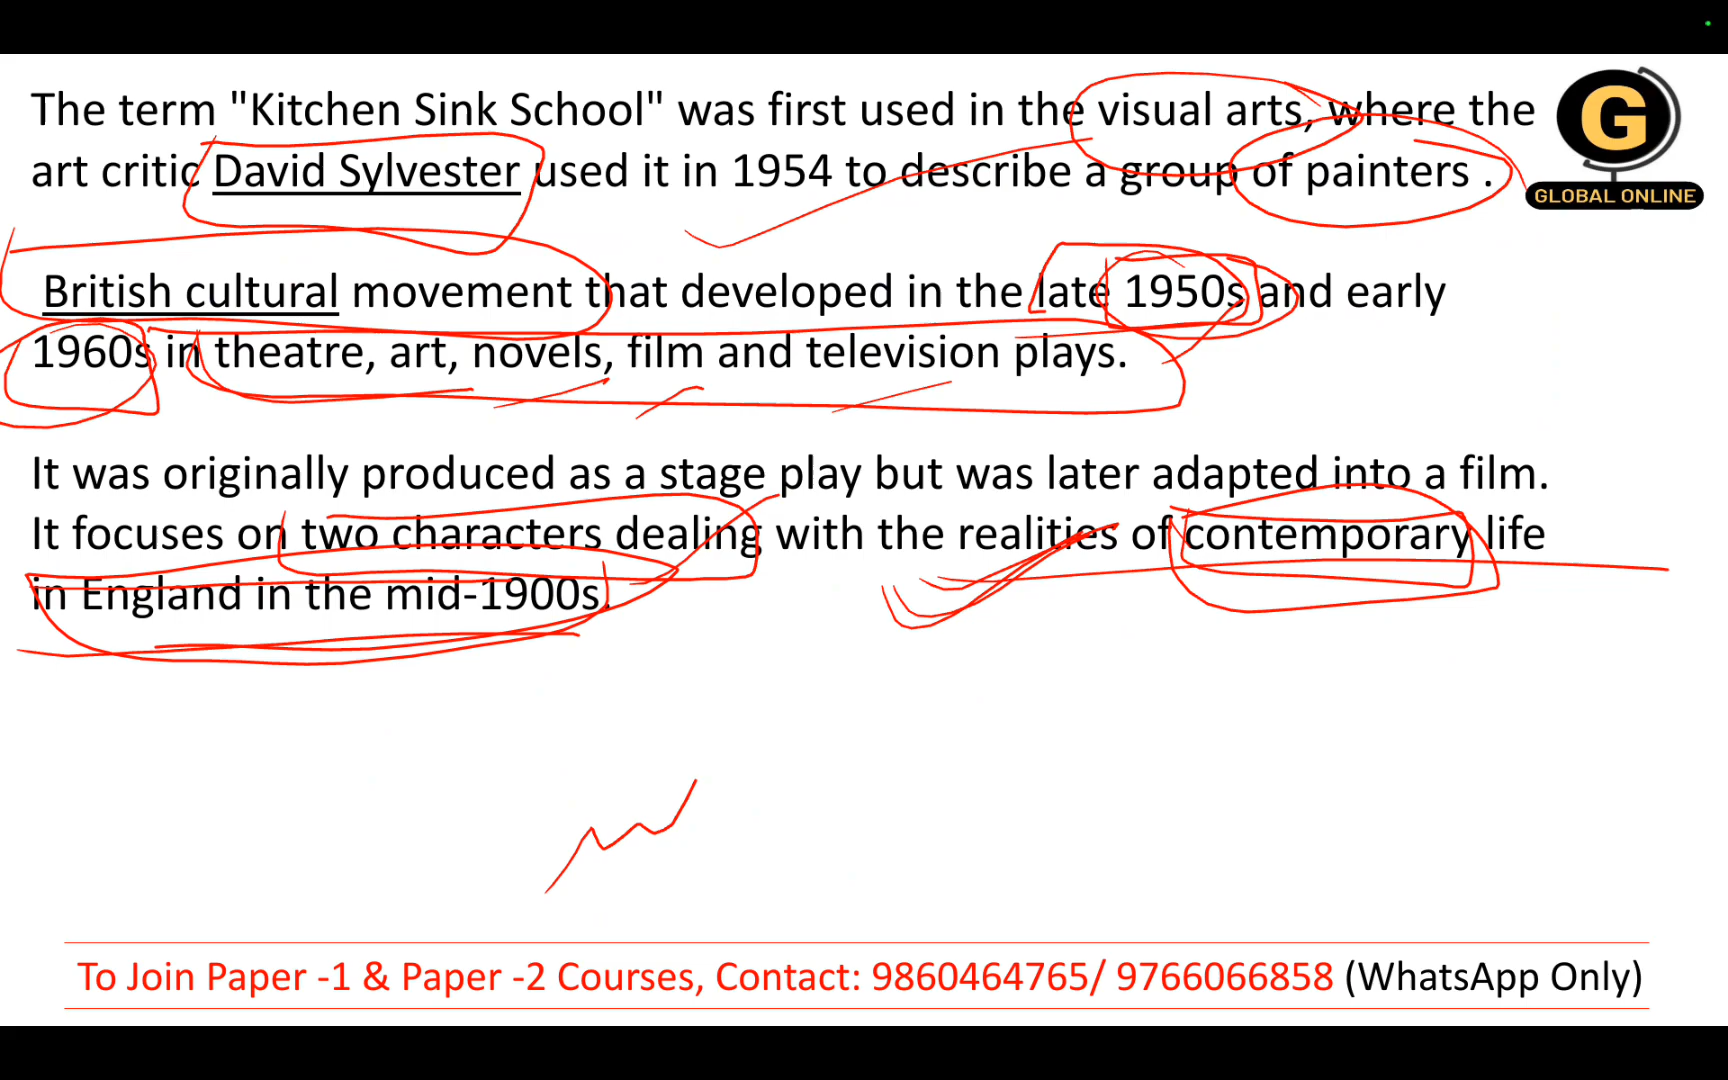 The term "Kitchen Sink School" was first used in the visual arts, where the
art critic David Sylvester used it in 1954 to describe a group of painters .
G
GLOBAL ONLINE
British cultural movement that developed in the late 1950s and early
1960s in theatre, art, novels, film and television plays.
It was originally produced as a stage play but was later adapted into a film.
It focuses on two characters dealing with the realities of contemporary life
in England in the mid-1900s.
To Join Paper -1 & Paper -2 Courses, Contact: 9860464765/ 9766066858 (WhatsApp Only)